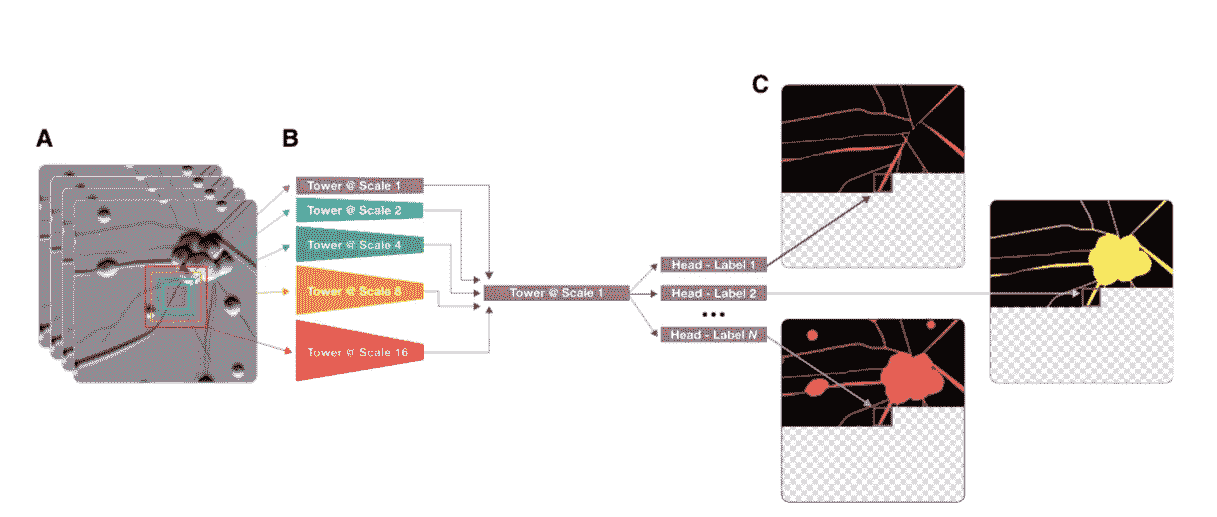 C
A
B
Tower @ Scale 1
Tower @ Scale 2
Tower @ Scale 4
Tower @ Scale 8
Tower @ Scale 16
Tower @ Scale 1
Head - Label 1
Head - Label 2
...
Head - Label N